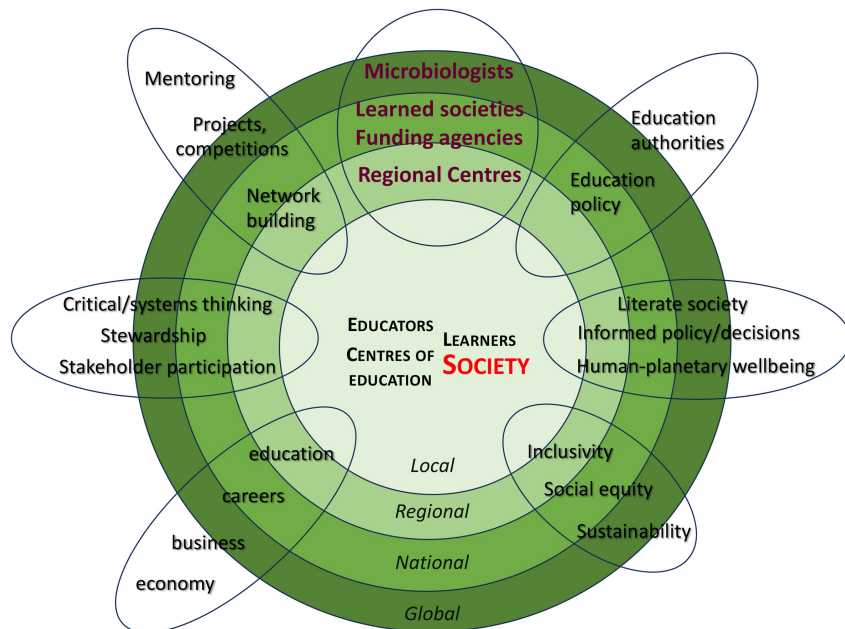 Microbiologists
Learned societies
Funding agencies
Regional Centres
Mentoring
Projects,
competitions
Network
building
Education
authorities
Education
policy
Critical/systems thinking
Stewardship
Stakeholder participation
EDUCATORS
CENTRES OF
EDUCATION
LEARNERS
SOCIETY
Literate society
Informed policy/decisions
Human-planetary wellbeing
education
careers
business
economy
Inclusivity
Social equity
Sustainability
Local
Regional
National
Global